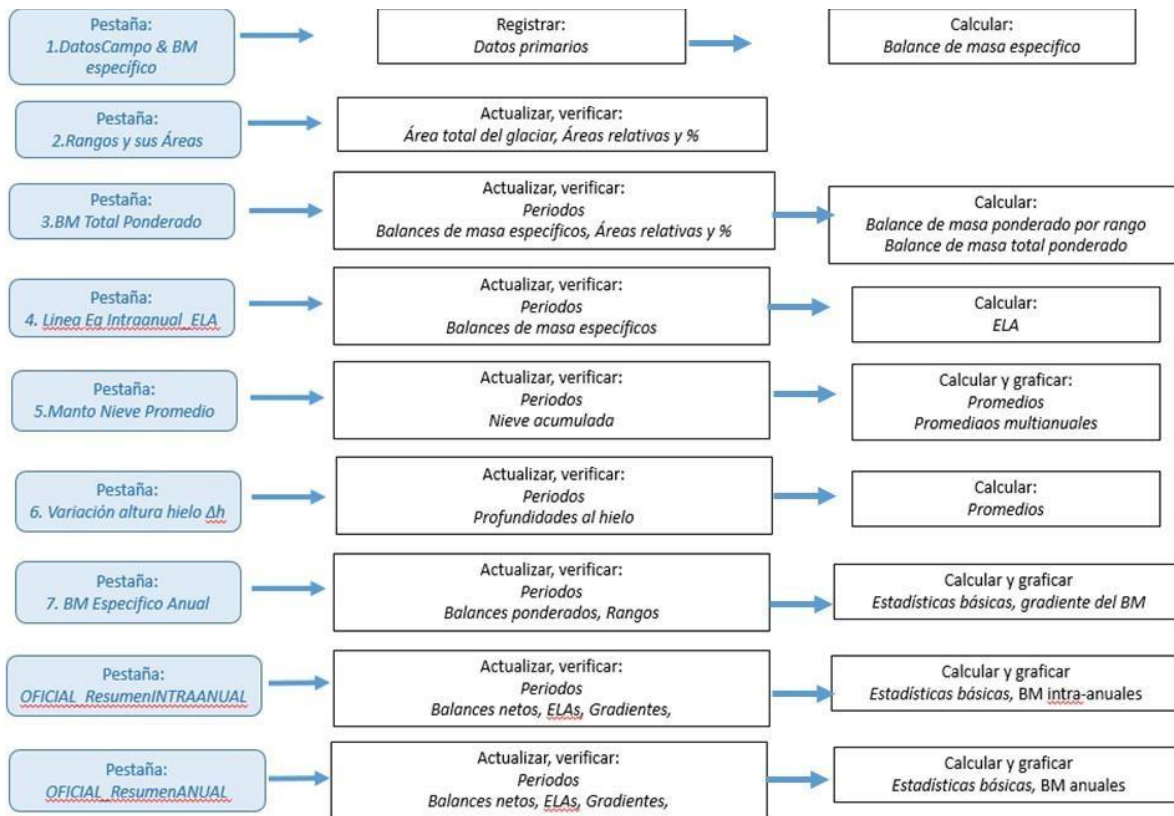 Pestaña:
1.DatosCampo & BM
específico
Registrar:
Datos primarios
Calcular:
Balance de masa especifico
Pestaña:
2.Rangos y sus Áreas
Actualizar, verificar:
Área total del glaciar, Áreas relativas y %
Pestaña:
3.BM Total Ponderado
Actualizar, verificar:
Periodos
Balances de masa específicos, Áreas relativas y %
Calcular:
Balance de masa ponderado por rango
Balance de masa total ponderado
Pestaña:
4. Linea Eq Intraanual_ELA
Actualizar, verificar:
Periodos
Balances de masa específicos
Calcular:
ELA
Pestaña:
5.Manto Nieve Promedio
Actualizar, verificar:
Periodos
Nieve acumulada
Calcular y graficar:
Promedios
Promediaos multianuales
Pestaña:
6. Variación altura hielo Δh
Actualizar, verificar:
Periodos
Profundidades al hielo
Calcular:
Promedios
Pestaña:
7. BM Especifico Anual
Actualizar, verificar:
Periodos
Balances ponderados, Rangos
Calcular y graficar
Estadísticas básicas, gradiente del BM
Pestaña:
OFICIAL_ResumenINTRAANUAL
Actualizar, verificar:
Periodos
Balances netos, ELAs, Gradientes,
Calcular y graficar
Estadísticas básicas, BM intra-anuales
Pestaña:
OFICIAL_ResumenANUAL
Actualizar, verificar:
Periodos
Balances netos, ELAs, Gradientes,
Calcular y graficar
Estadísticas básicas, BM anuales